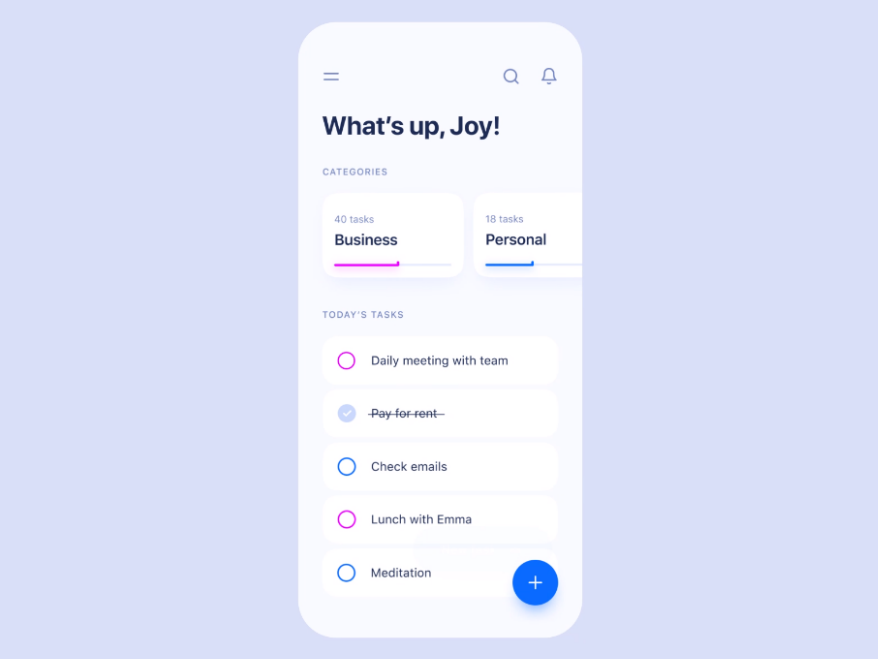 What's up, Joy!
CATEGORIES
40 tasks
Business
18 tasks
Personal
TODAY'S TASKS
Daily meeting with team
Pay for rent
Check emails
Lunch with Emma
Meditation